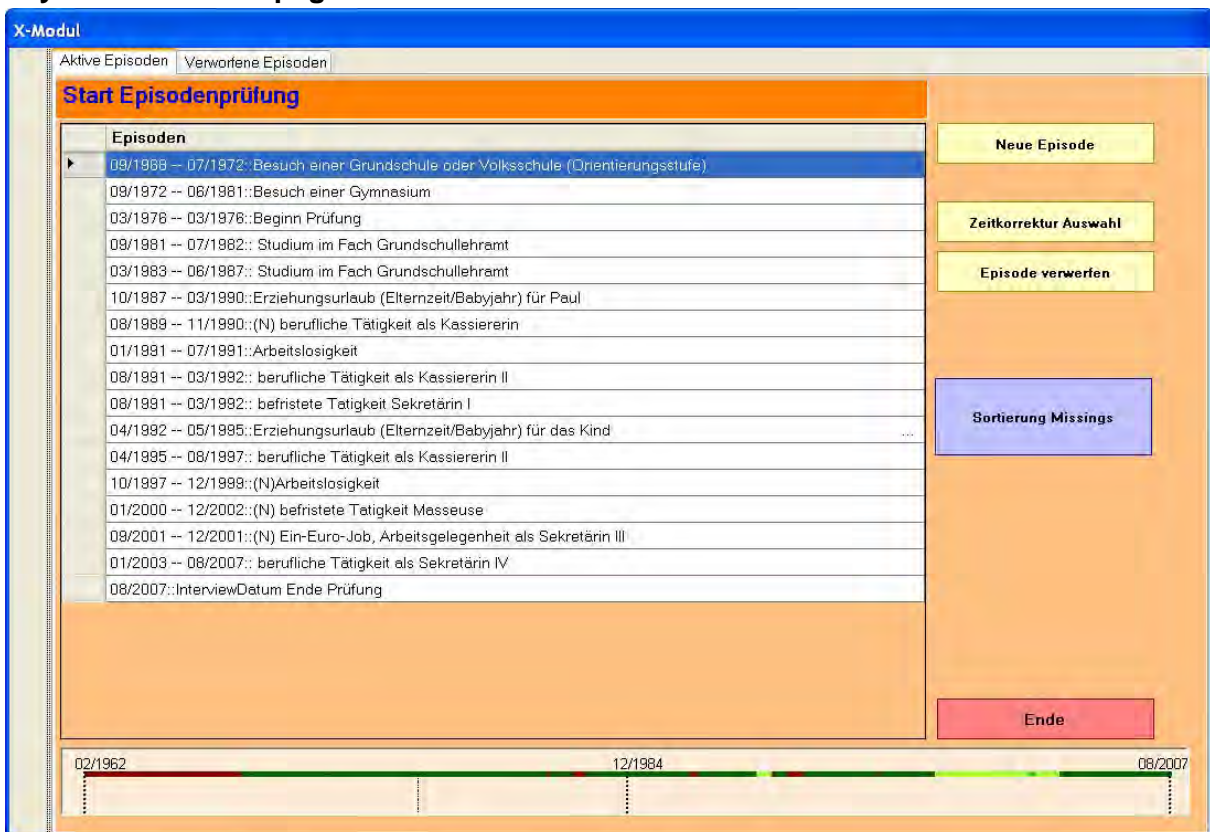 X-Modul
Aktive Episoden Verworfene Episoden
Start Episodenprüfung
Episoden
09/1968 -- 07/1972::Besuch einer Grundschule oder Volksschule (Orientierungsstufe)
09/1972 -- 06/1981::Besuch einer Gymnasium
03/1976 -- 03/1976::Beginn Prüfung
09/1981 -- 07/1982:: Studium im Fach Grundschullehramt
03/1983 -- 06/1987:: Studium im Fach Grundschullehramt
10/1987 -- 03/1990::Erziehungsurlaub (Elternzeit/Babyjahr) für Paul
08/1989 -- 11/1990::(N) berufliche Tätigkeit als Kassiererin
01/1991 -- 07/1991::Arbeitslosigkeit
08/1991 -- 03/1992:: berufliche Tätigkeit als Kassiererin II
08/1991 -- 03/1992:: befristete Tatigkeit Sekretärin I
04/1992 -- 05/1995::Erziehungsurlaub (Elternzeit/Babyjahr) für das Kind ...
04/1995 -- 08/1997:: berufliche Tätigkeit als Kassiererin II
10/1997 -- 12/1999::(N)Arbeitslosigkeit
01/2000 -- 12/2002::(N) befristete Tatigkeit Masseuse
09/2001 -- 12/2001::(N) Ein-Euro-Job, Arbeitsgelegenheit als Sekretärin III
01/2003 -- 08/2007:: berufliche Tätigkeit als Sekretärin IV
08/2007::InterviewDatum Ende Prüfung
Neue Episode
Zeitkorrektur Auswahl
Episode verwerfen
Sortierung Missings
Ende
02/1962 12/1984 08/2007